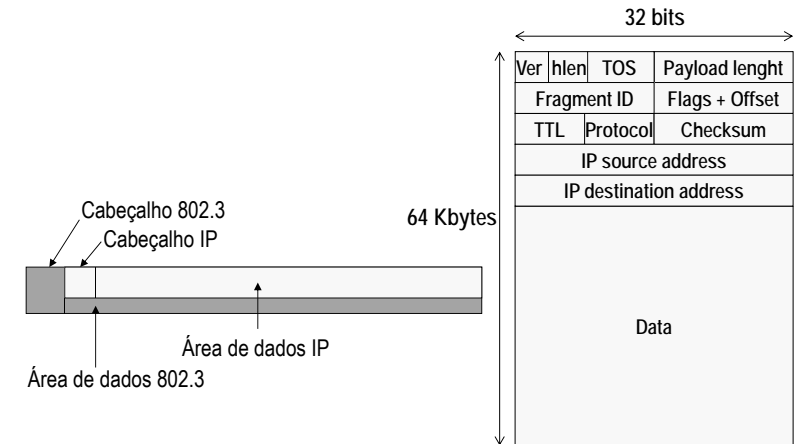 32 bits
Ver hlen TOS Payload lenght
Fragment ID Flags + Offset
TTL Protocol Checksum
IP source address
IP destination address
64 Kbytes
Data
Cabeçalho 802.3
Cabeçalho IP
Área de dados IP
Área de dados 802.3